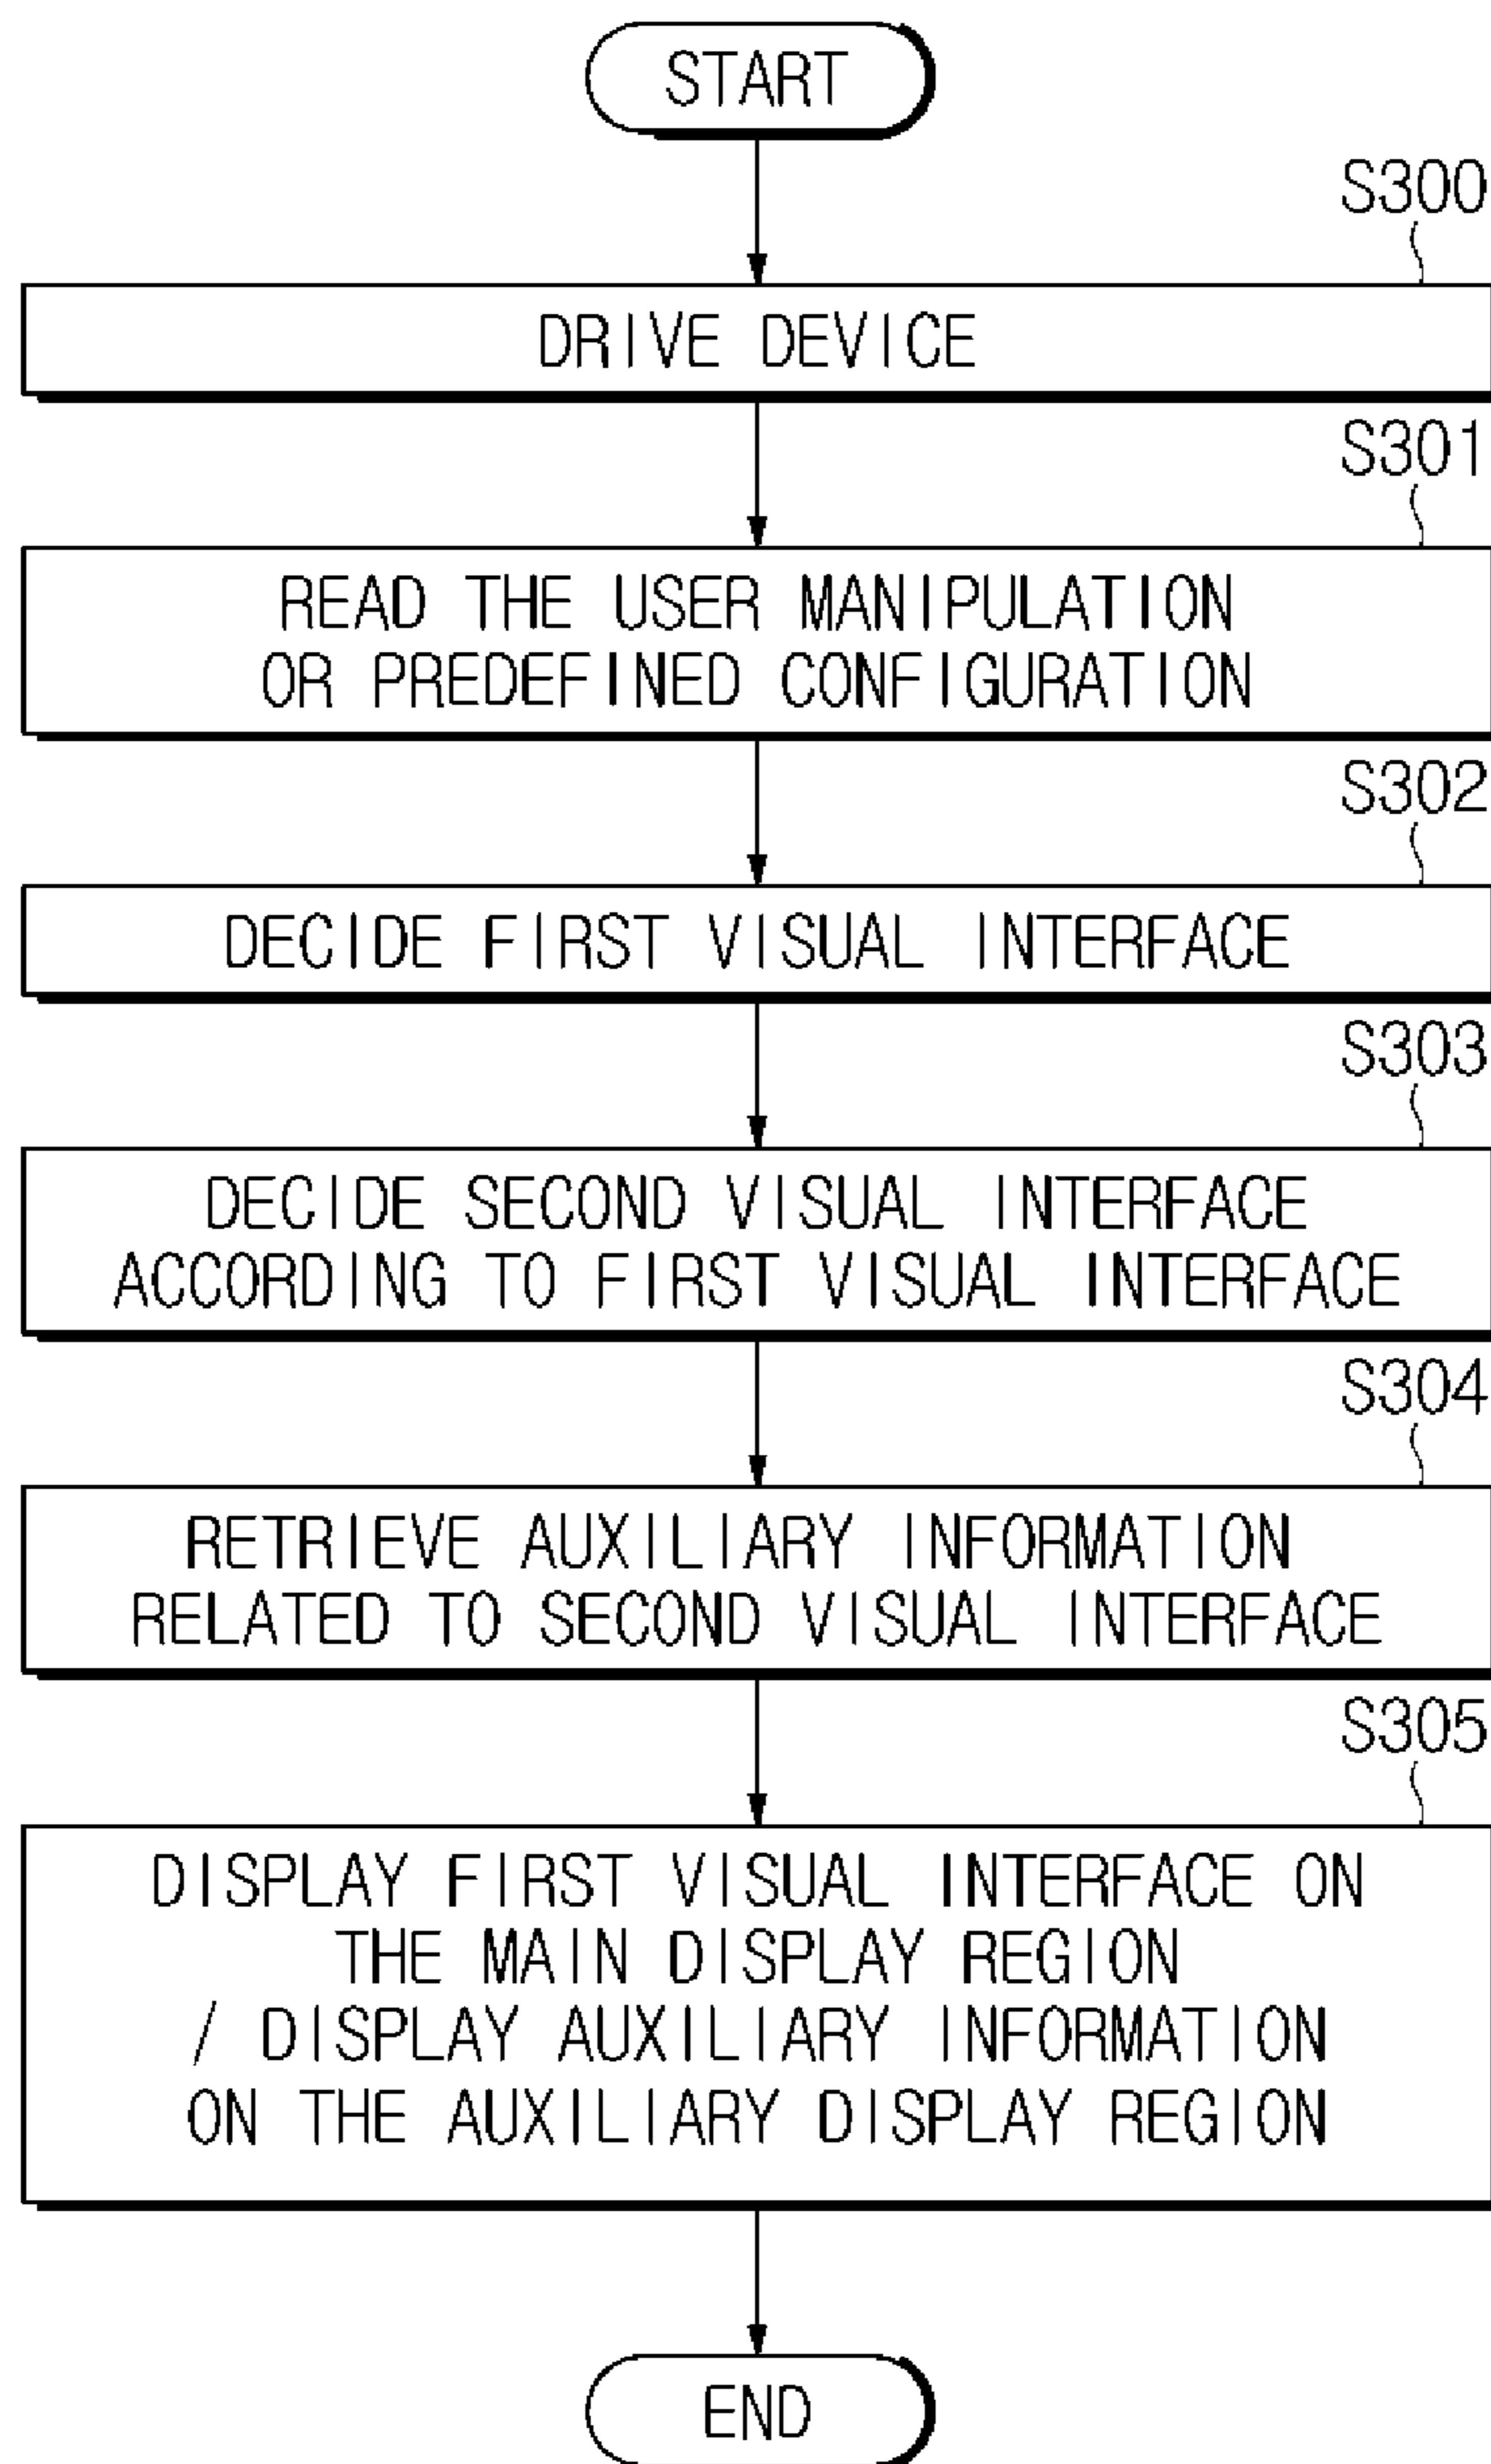 START
S300
DRIVE DEVICE
S301
READ THE USER MANIPULATION
OR PREDEFINED CONFIGURATION
S302
DECIDE FIRST VISUAL INTERFACE
S303
DECIDE SECOND VISUAL INTERFACE
ACCORDING TO FIRST VISUAL INTERFACE
S304
RETRIEVE AUXILIARY INFORMATION
RELATED TO SECOND VISUAL INTERFACE
S305
DISPLAY FIRST VISUAL INTERFACE ON
THE MAIN DISPLAY REGION
/ DISPLAY AUXILIARY INFORMATION
ON THE AUXILIARY DISPLAY REGION
END